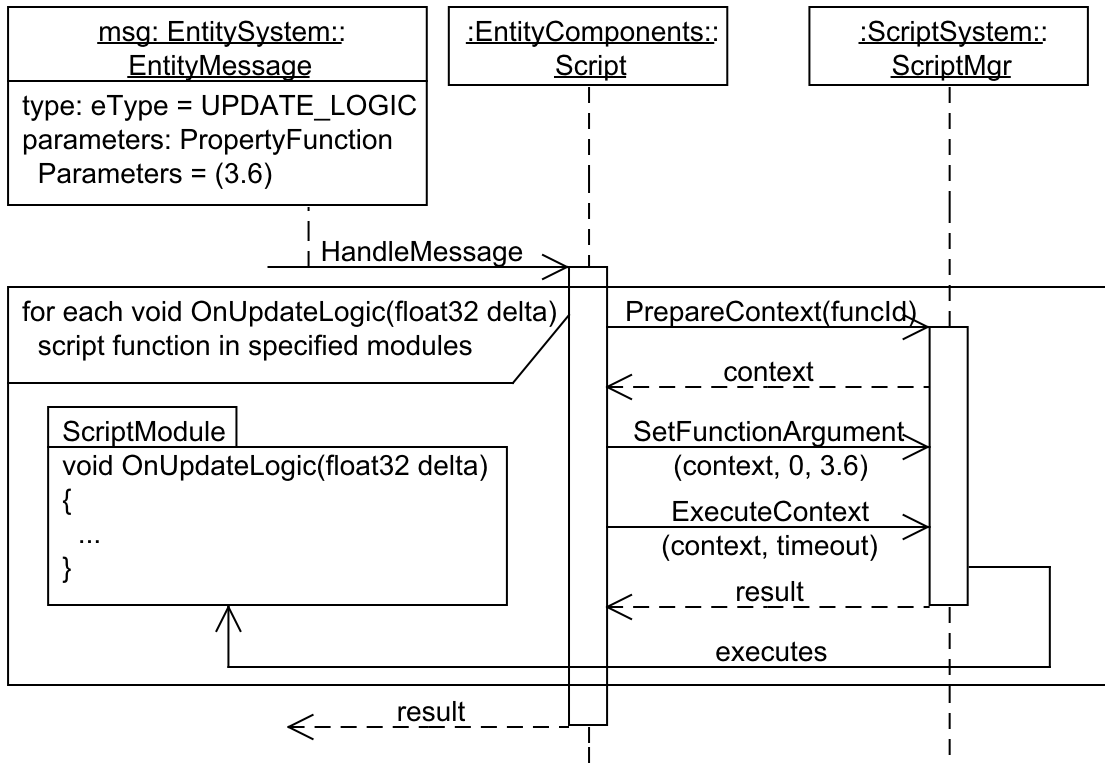 msg: EntitySystem::
EntityMessage
type: eType = UPDATE_LOGIC
parameters: PropertyFunction
Parameters = (3.6)
:EntityComponents::
Script
:ScriptSystem::
ScriptMgr
HandleMessage
for each void OnUpdateLogic(float32 delta)
script function in specified modules
PrepareContext(funcId)
context
ScriptModule
void OnUpdateLogic(float32 delta)
{
...
}
SetFunctionArgument
(context, 0, 3.6)
ExecuteContext
(context, timeout)
result
executes
result